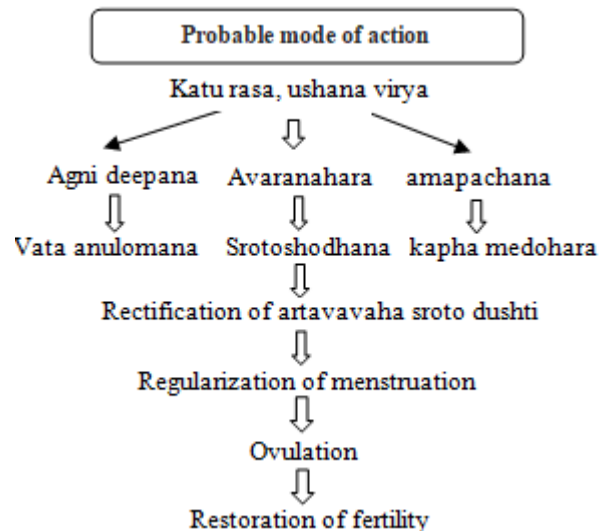 Probable mode of action
Katu rasa, ushana virya
Agni deepana Avaranahara amapachana
Vata anulomana Srotoshodhana kapha medohara
Rectification of artavavaha sroto dushti
Regularization of menstruation
Ovulation
Restoration of fertility